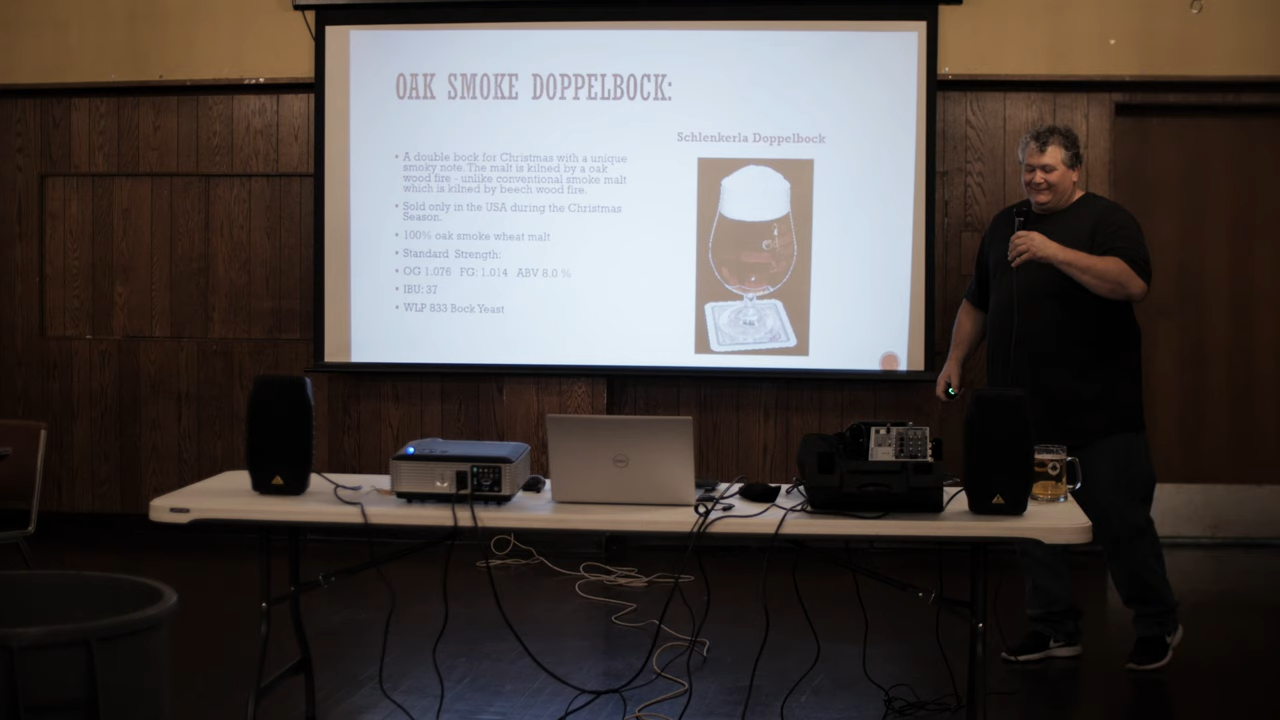 OAK SMOKE DOPPELBOCK:
Schlenkerla Doppelbock
• A double bock for Christmas with a unique
smoky note. The malt is kilned by a oak
wood fire - unlike conventional smoke malt
which is kilned by beech wood fire.
• Sold only in the USA during the Christmas
Season.
• 100% oak smoke wheat malt
• Standard Strength:
• OG 1.076 FG: 1.014 ABV 8.0 %
• IBU: 37
• WLP 833 Bock Yeast
DELL